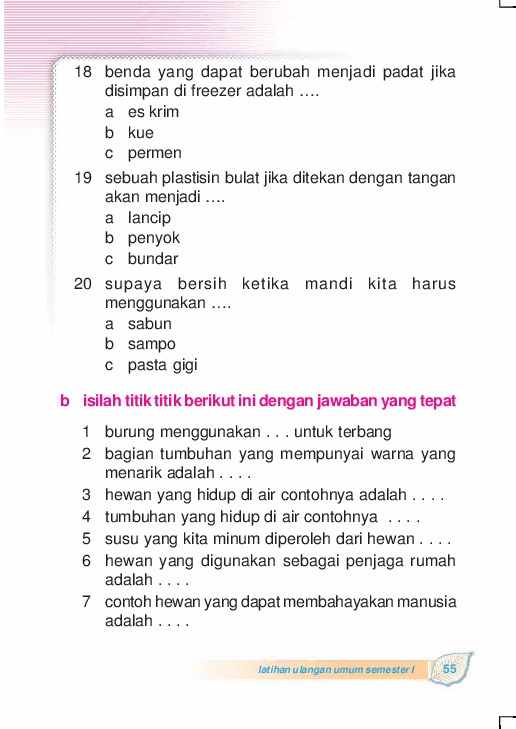 18 benda yang dapat berubah menjadi padat jika
disimpan di freezer adalah ....
a es krim
b kue
c permen
19 sebuah plastisin bulat jika ditekan dengan tangan
akan menjadi ....
a lancip
b penyok
c bundar
20 supaya bersih ketika mandi kita harus
menggunakan ....
a sabun
b sampo
c pasta gigi
b isilah titik titik berikut ini dengan jawaban yang tepat
1 burung menggunakan . . . untuk terbang
2 bagian tumbuhan yang mempunyai warna yang
menarik adalah . . . .
3 hewan yang hidup di air contohnya adalah . . . .
4 tumbuhan yang hidup di air contohnya . . . .
5 susu yang kita minum diperoleh dari hewan . . . .
6 hewan yang digunakan sebagai penjaga rumah
adalah . . . .
7 contoh hewan yang dapat membahayakan manusia
adalah . . . .
latihan ulangan umum semester I 55